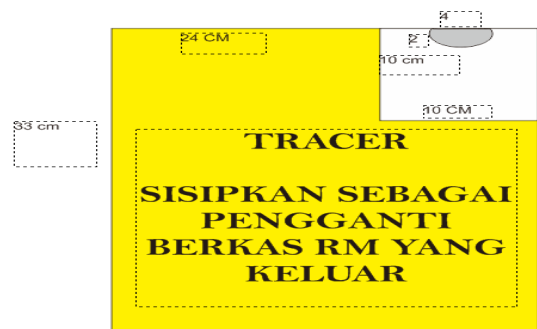 4
24 CM
2
10 cm
10 CM
33 cm
TRACER
SISIPKAN SEBAGAI
PENGGANTI
BERKAS RM YANG
KELUAR